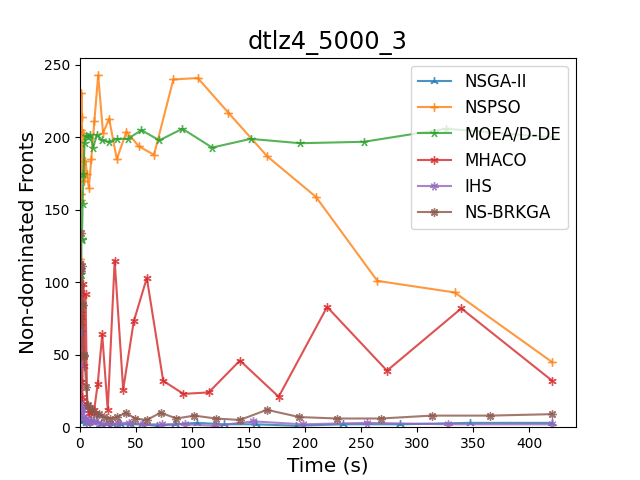 dtlz4_5000_3
Non-dominated Fronts
250
200
150
100
50
0
0 50 100 150 200 250 300 350 400
Time (s)
NSGA-II
NSPSO
MOEA/D-DE
MHACO
IHS
NS-BRKGA